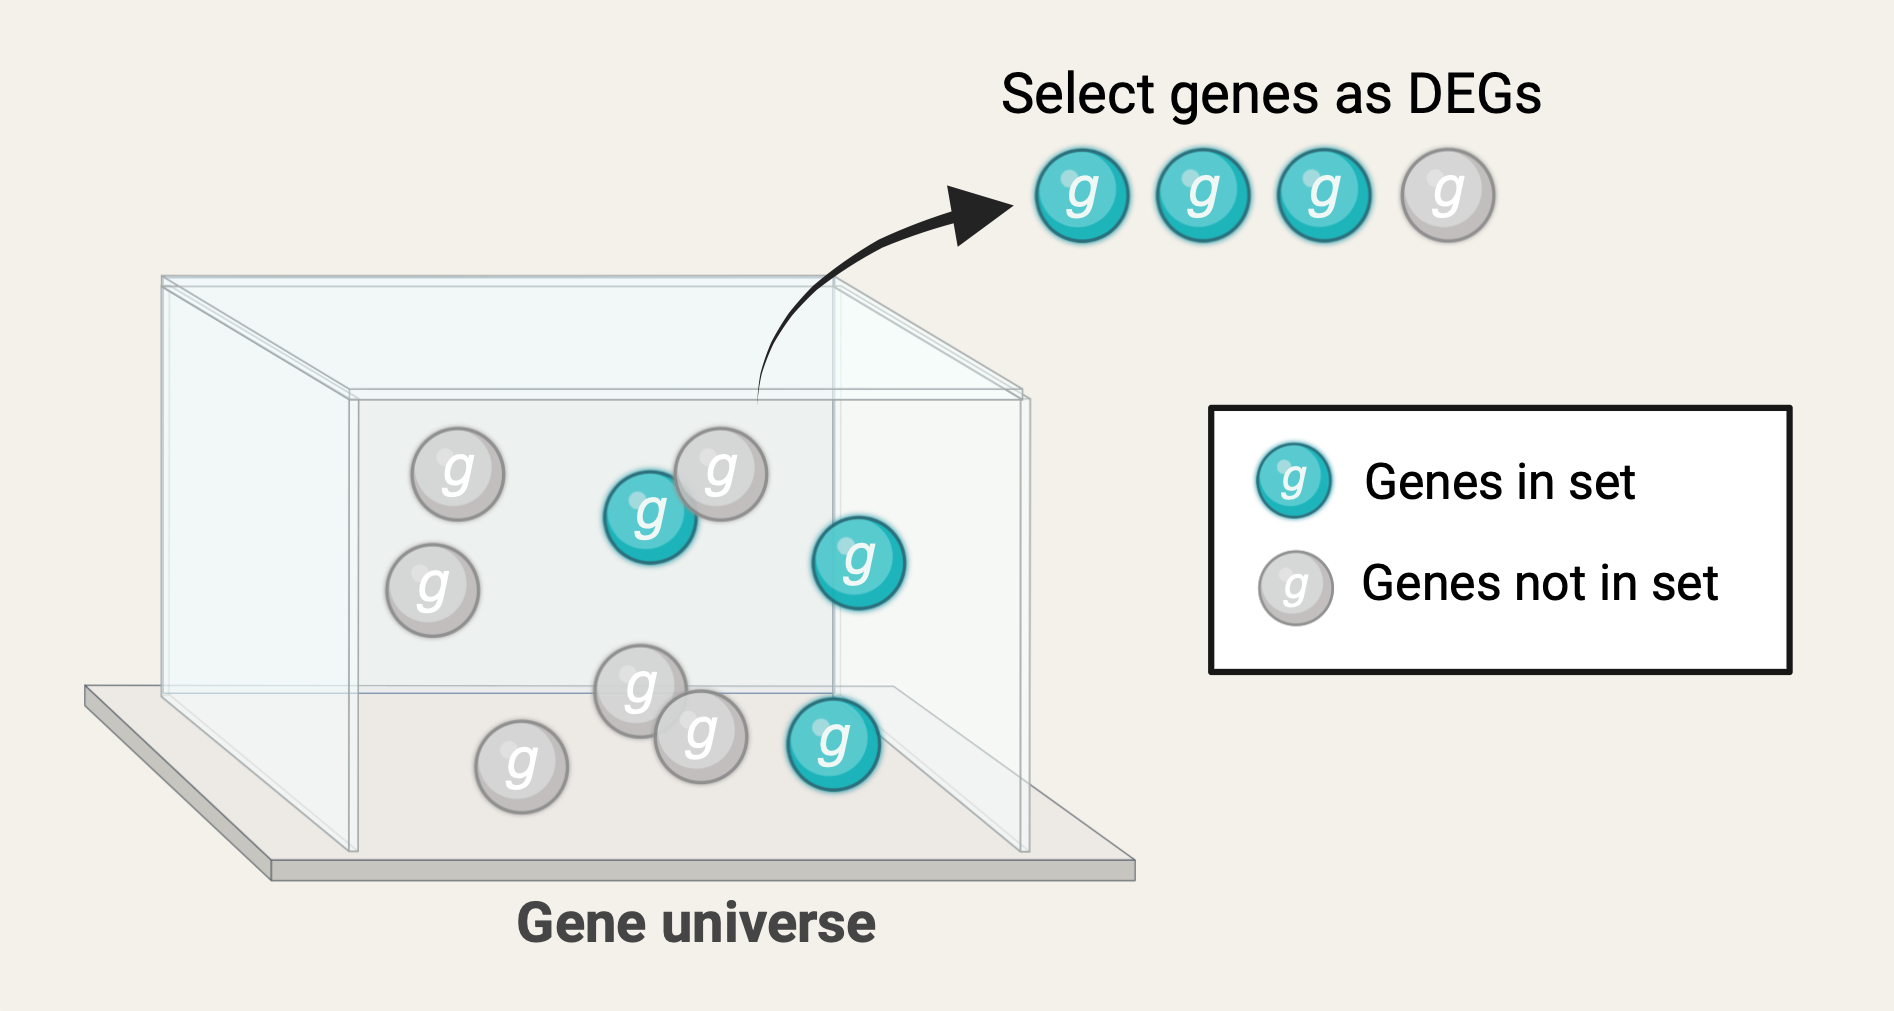 Select genes as DEGs
g g g g
g g g
g g
g g
g g
g
Genes in set
g
Genes not in set
g
Gene universe